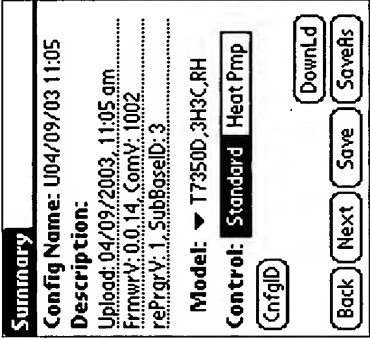 Summary
Config Name: U04/09/03 11:05
Description:
Upload: 04/09/2003, 11:05 am
FrmwrV: 0.0.14, ComV: 1002
rePrgrV: 1, SubBaseID: 3
Model: ▼ T7350D,3H3C,RH
Control: Standard Heat Pmp
CnfgID
DownLd
Back Next Save SaveAs